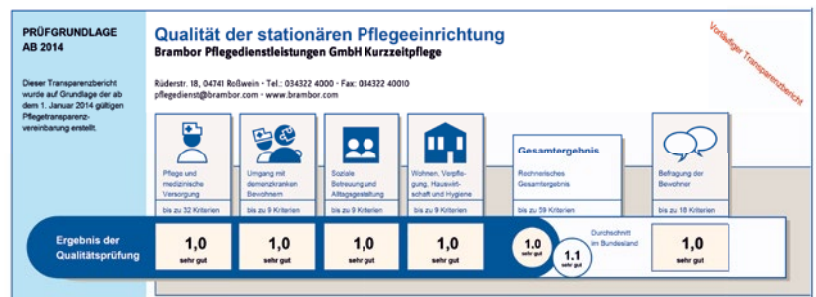 PRÜFGRUNDLAGE
AB 2014
Dieser Transparenzbericht
wurde auf Grundlage der ab
dem 1. Januar 2014 gültigen
Pflegetransparenz-
vereinbarung erstellt.
Qualität der stationären Pflegeeinrichtung
Brambor Pflegedienstleistungen GmbH Kurzzeitpflege
Rüderstr. 18, 04741 Roßwein · Tel.: 034322 4000 · Fax: 014322 40010
pflegedienst@brambor.com · www.brambor.com
Vorläufiger Transparenzbericht
Pflege und
medizinische
Versorgung
bis zu 32 Kriterien
Umgang mit
demenzkranken
Bewohnern
bis zu 9 Kriterien
Soziale
Betreuung und
Alltagsgestaltung
bis zu 9 Kriterien
Wohnen, Verpfle-
gung, Hauswirt-
schaft und Hygiene
bis zu 9 Kriterien
Gesamtergebnis
Rechnerisches
Gesamtergebnis
bis zu 59 Kriterien
Befragung der
Bewohner
bis zu 18 Kriterien
Ergebnis der
Qualitätsprüfung
1,0
sehr gut
1,0
sehr gut
1,0
sehr gut
1,0
sehr gut
1.0
sehr gut
1.1
sehr gut
Durchschnitt
im Bundesland
1,0
sehr gut